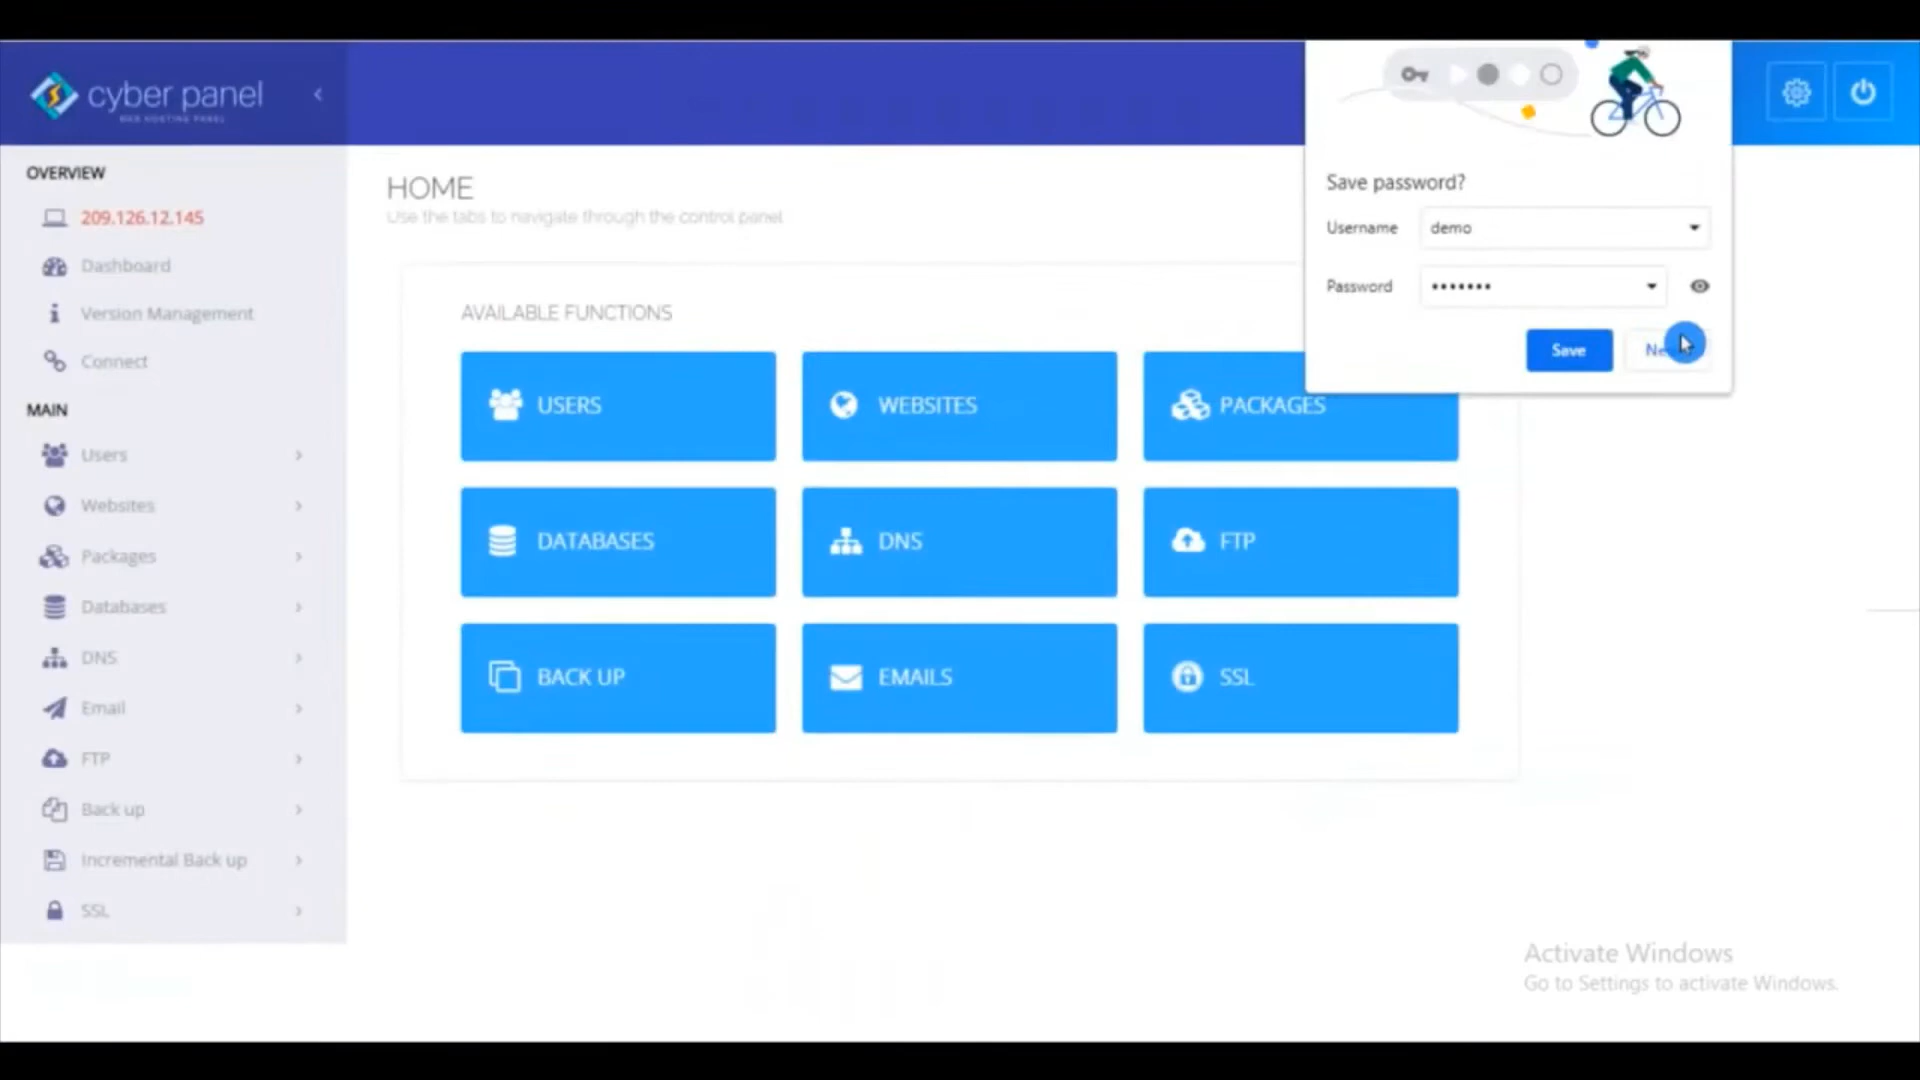 cyber panel
WEB HOSTING PANEL
OVERVIEW
209.126.12.145
Dashboard
Version Management
Connect
MAIN
Users
Websites
Packages
Databases
DNS
Email
FTP
Back up
Incremental Back up
SSL
HOME
Use the tabs to navigate through the control panel
AVAILABLE FUNCTIONS
USERS
WEBSITES
PACKAGES
DATABASES
DNS
FTP
BACK UP
EMAILS
SSL
Save password?
Username demo
Password •••••••
Save
Activate Windows
Go to Settings to activate Windows.